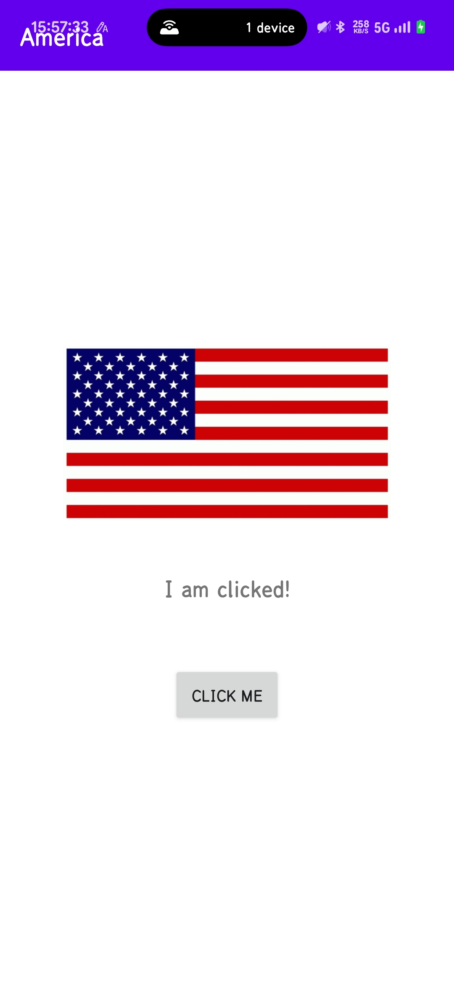 15:57:33
America
1 device
258
KB/S
5G
I am clicked!
CLICK ME